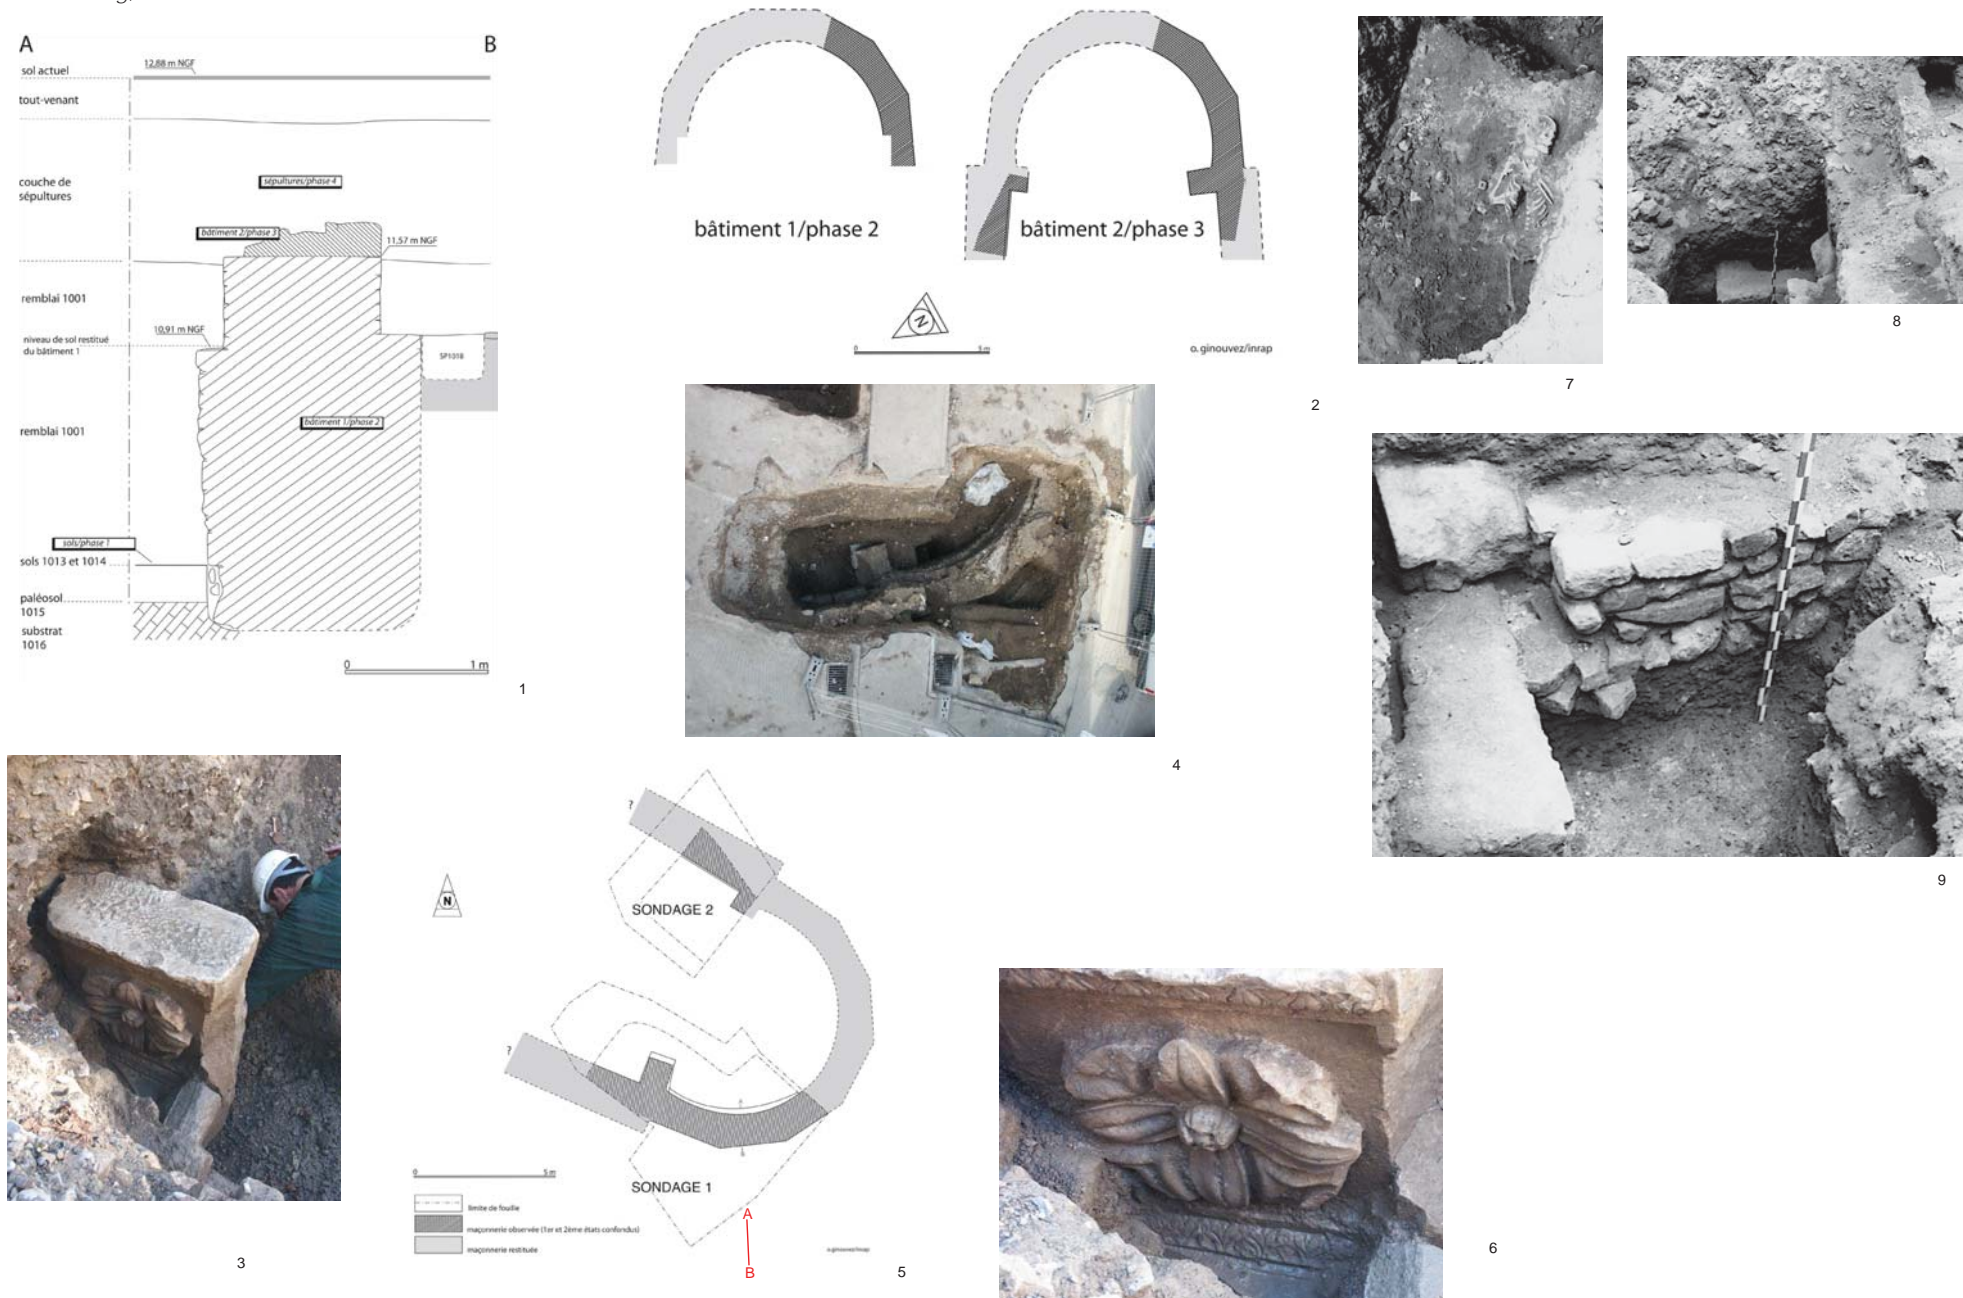 A
B
sol actuel
12,88 m NGF
tout-venant
couche de
sépultures
sépultures/phase 4
bâtiment 2/phase 3
11,57 m NGF
remblai 1001
10,91 m NGF
niveau de sol restitué
du bâtiment 1
SP1018
bâtiment 1/phase 2
remblai 1001
sols/phase 1
sols 1013 et 1014
paléosol
1015
substrat
1016
0
1 m
1
bâtiment 1/phase 2
bâtiment 2/phase 3
N
0
5 m
o. ginouvez/inrap
2
7
8
4
9
3
?
N
SONDAGE 2
?
SONDAGE 1
0
5 m
limite de fouille
maçonnerie observée (1er et 2ème états confondus)
maçonnerie restituée
A
B
o.ginouvez/inrap
5
6